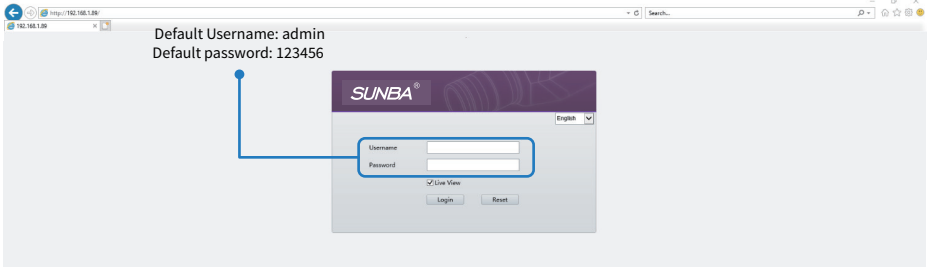 http://192.168.1.89/
Search...
192.168.1.89
Default Username: admin
Default password: 123456
SUNBA®
English
Username
Password
Live View
Login
Reset